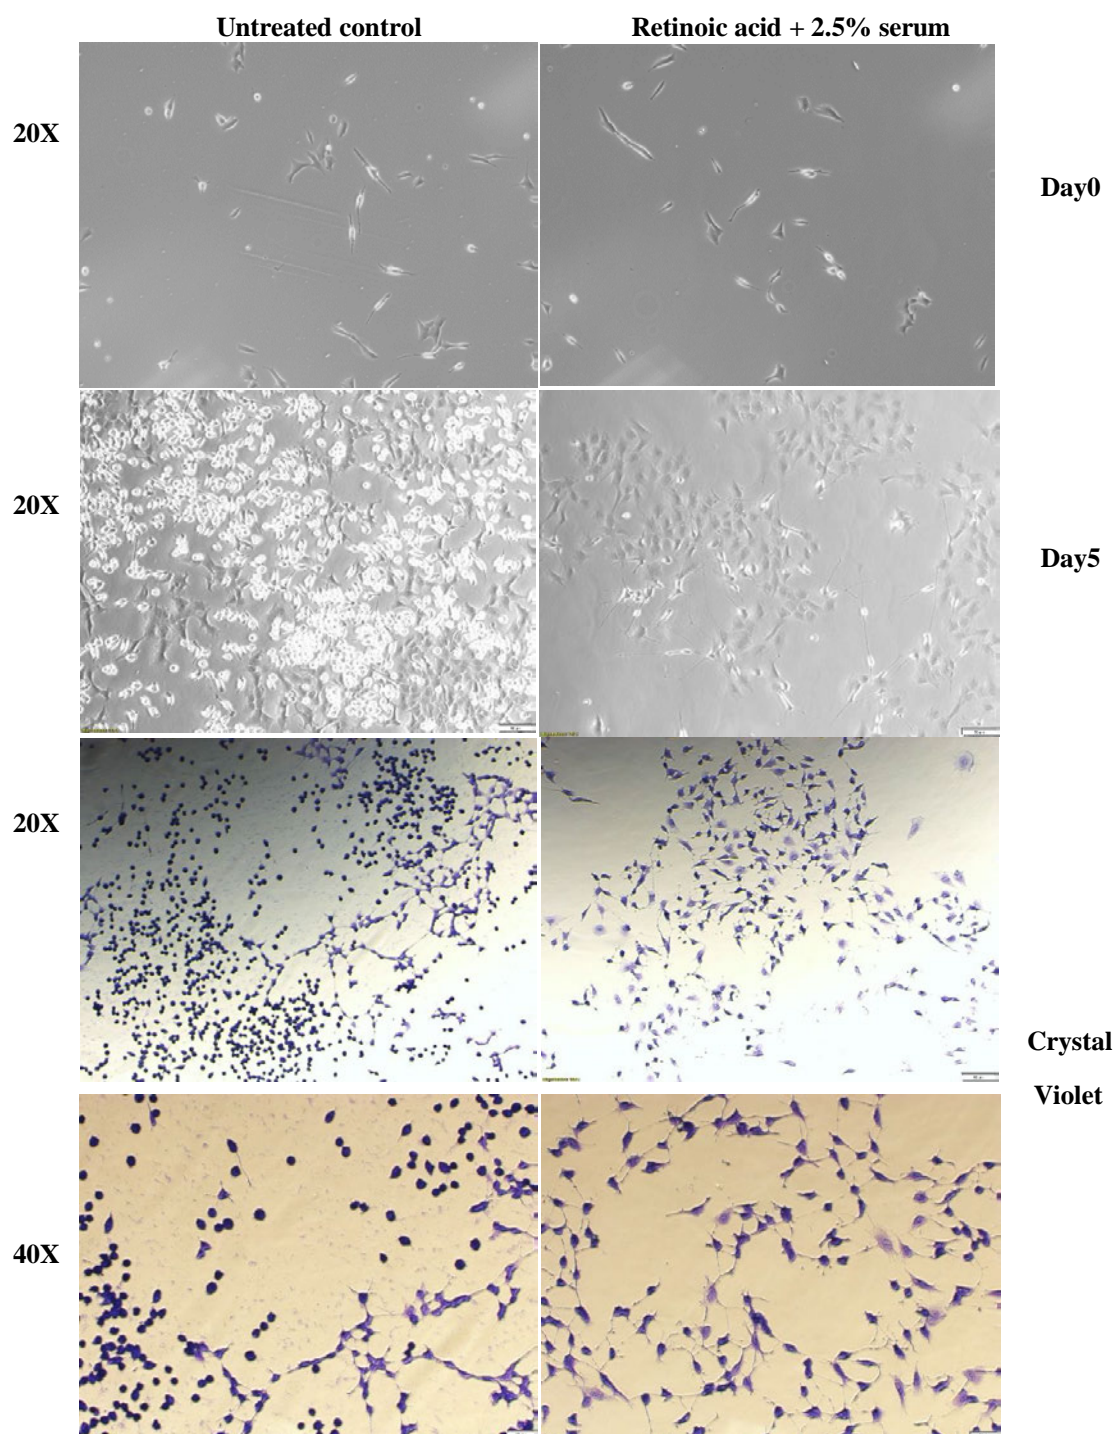 Untreated control
Retinoic acid + 2.5% serum
20X
Day0
20X
Day5
20X
Crystal
Violet
40X